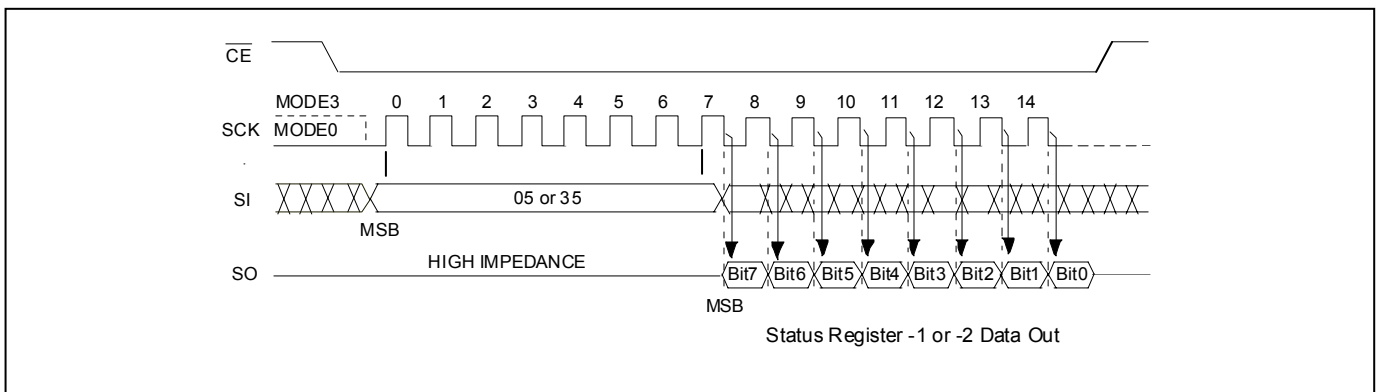 CE
MODE3 0 1 2 3 4 5 6 7 8 9 10 11 12 13 14
SCK MODE0
SI 05 or 35
MSB
SO HIGH IMPEDANCE Bit7 Bit6 Bit5 Bit4 Bit3 Bit2 Bit1 Bit0
MSB
Status Register -1 or -2 Data Out